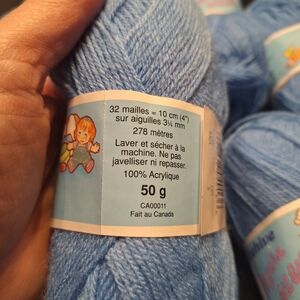 32 mailles = 10 cm (4")
sur aiguilles 3¼ mm
278 mètres
Laver et sécher à la
machine. Ne pas
javelliser ni repasser.
100% Acrylique
50 g
CA00011
Fait au Canada